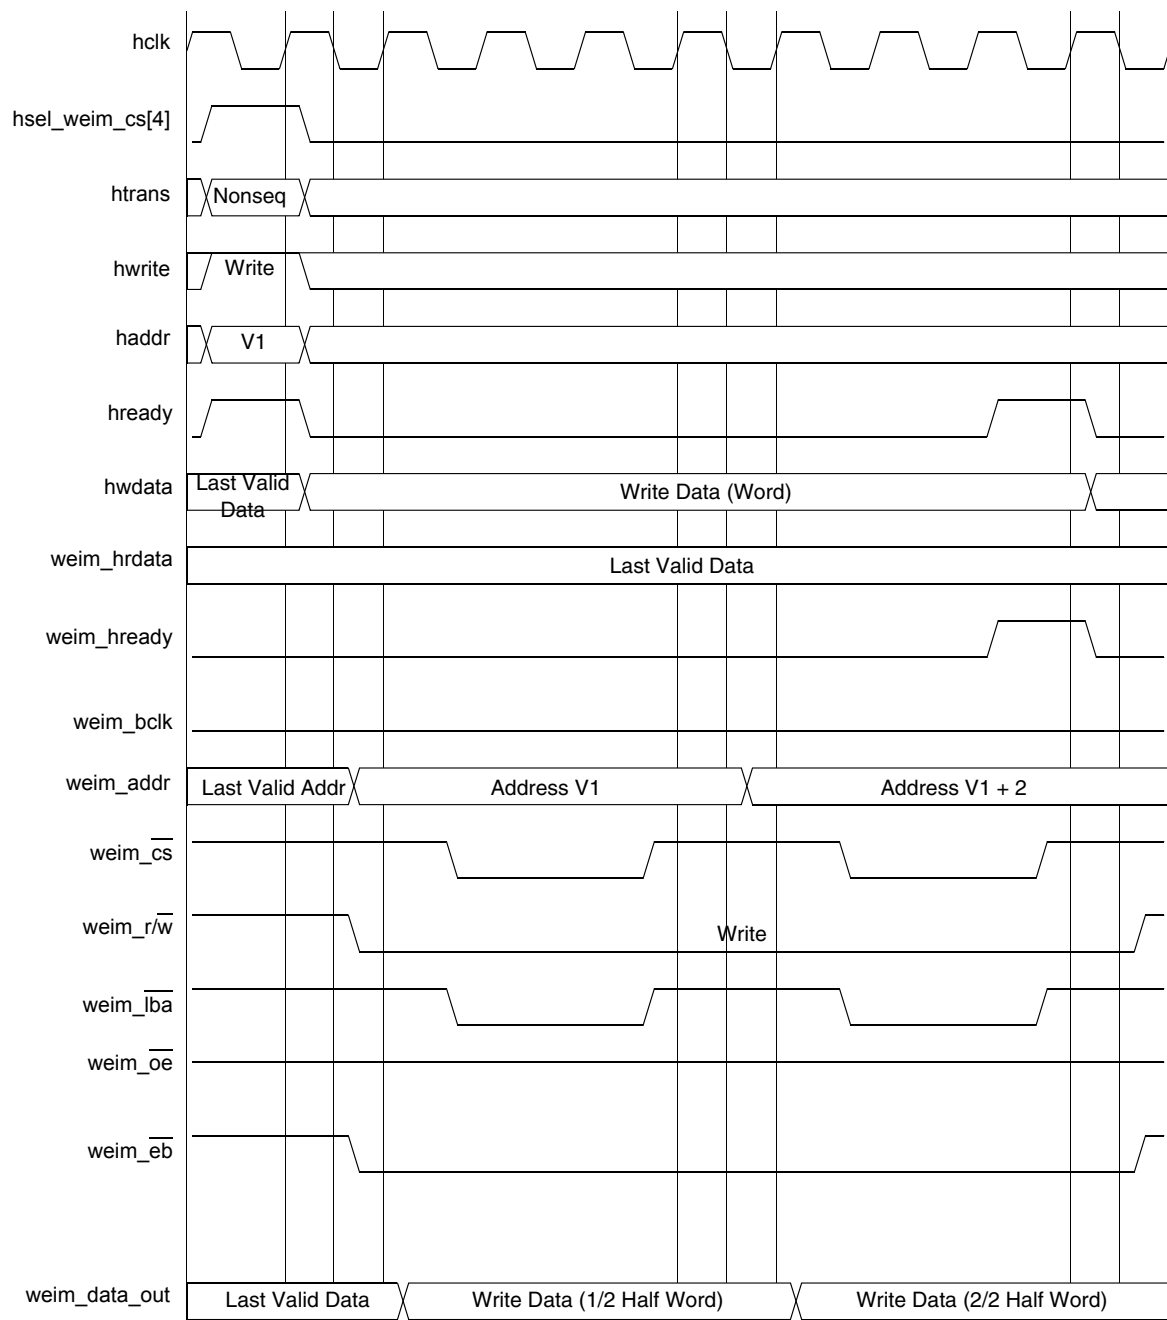 hclk
hsel_weim_cs[4]
htrans
Nonseq
hwrite
Write
haddr
V1
hready
hwdata
Last Valid
Data
Write Data (Word)
weim_hrdata
Last Valid Data
weim_hready
weim_bclk
weim_addr
Last Valid Addr
Address V1
Address V1 + 2
weim_cs
weim_r/w
Write
weim_lba
weim_oe
weim_eb
weim_data_out
Last Valid Data
Write Data (1/2 Half Word)
Write Data (2/2 Half Word)